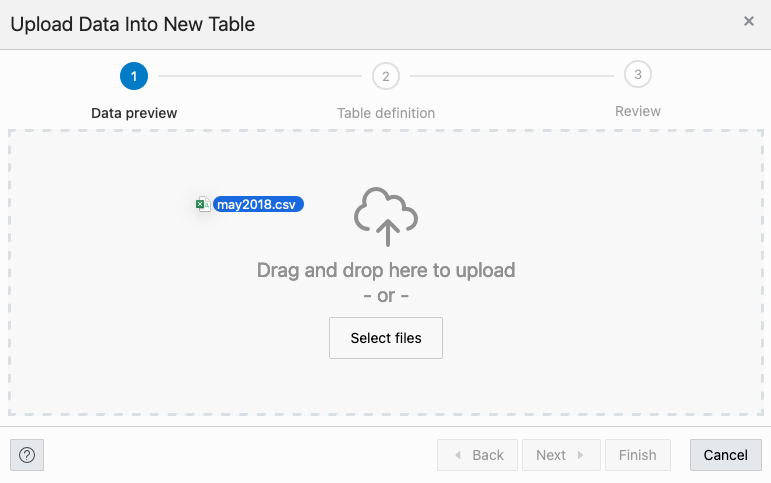 Upload Data Into New Table
×
1
2
3
Data preview
Table definition
Review
may2018.csv
Drag and drop here to upload
- or -
Select files
?
Back
Next
Finish
Cancel